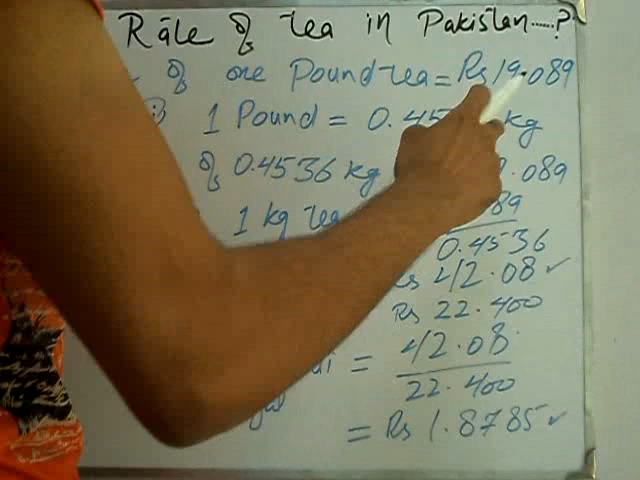 Rate of tea in Pakistan.....?
of one Pound tea = Rs 19.089
1 Pound = 0.45 kg
of 0.4536 kg .089
1 kg tea 89
0.4536
Rs 42.08 ✓
Rs 22.400
= 42.08
22.400
= Rs 1.8785 ✓